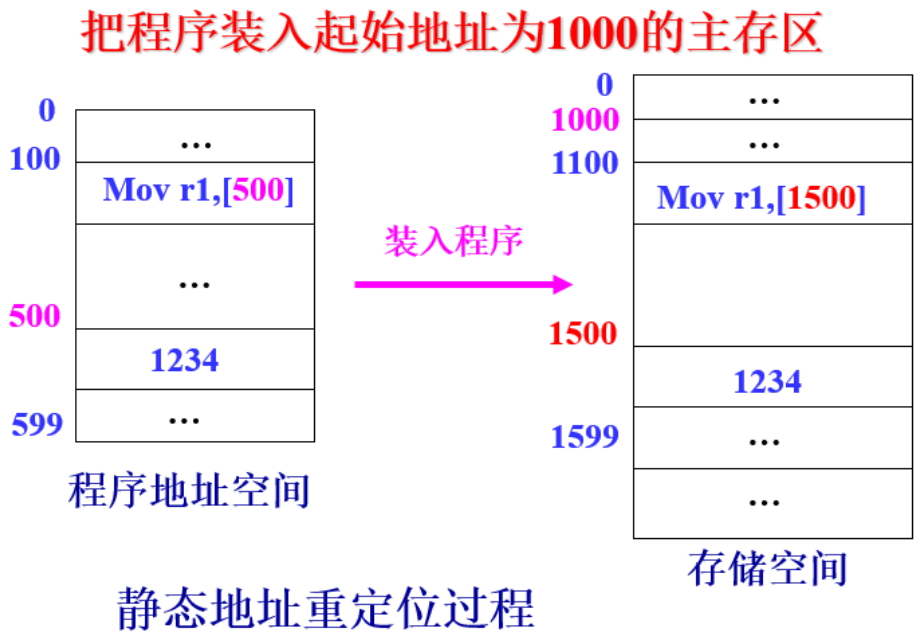 把程序装入起始地址为1000的主存区
0
...
100
Mov r1,[500]
...
500
1234
599
...
程序地址空间
装入程序
0
...
1000
...
1100
Mov r1,[1500]
1500
1234
1599
...
...
存储空间
静态地址重定位过程